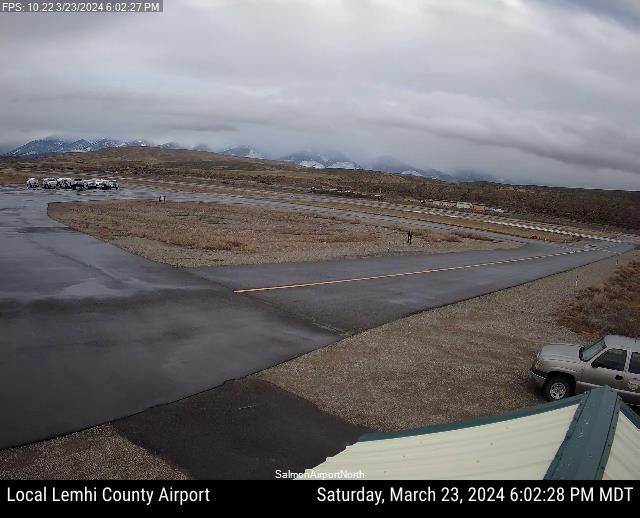 FPS: 10.22 3/23/2024 6:02:27 PM
SalmonAirportNorth
Local Lemhi County Airport
Saturday, March 23, 2024 6:02:28 PM MDT